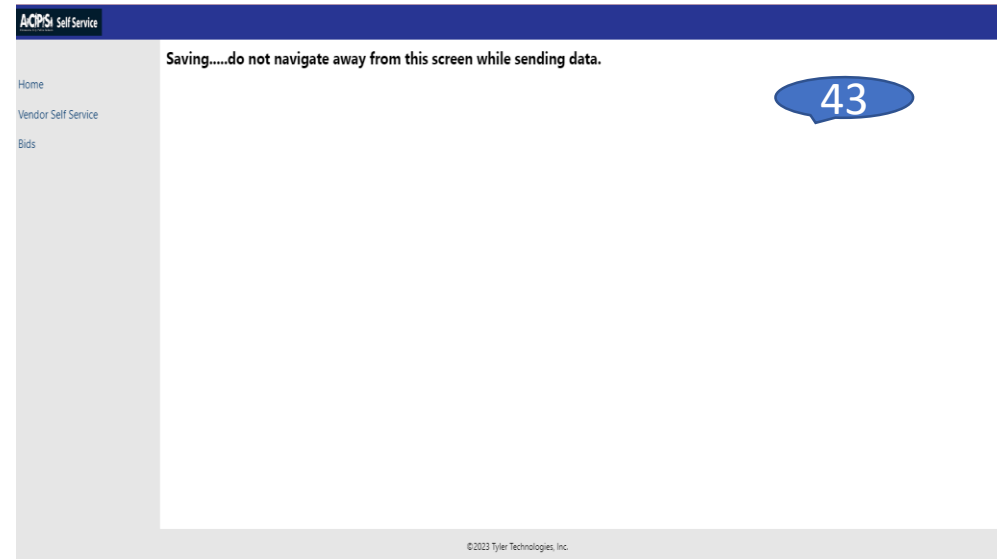 ACPS Self Service
Saving.....do not navigate away from this screen while sending data.
43
Home
Vendor Self Service
Bids
©2023 Tyler Technologies, Inc.